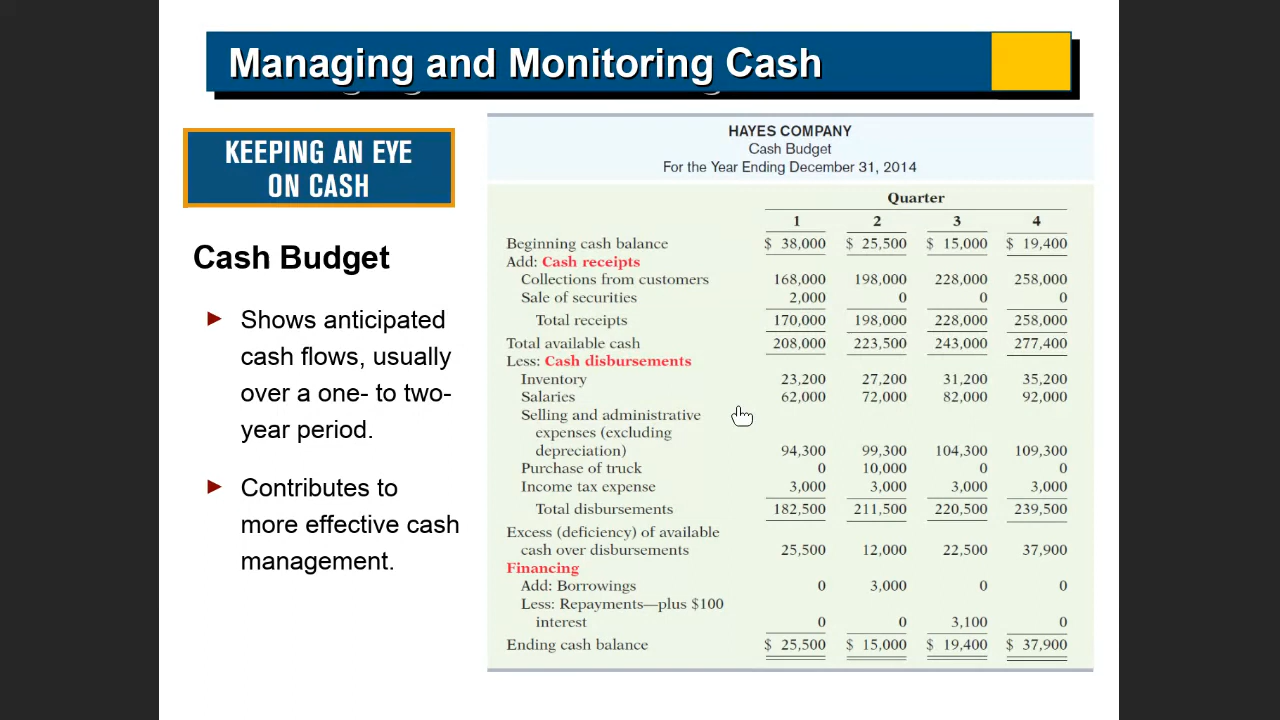 Managing and Monitoring Cash
KEEPING AN EYE
ON CASH
Cash Budget
► Shows anticipated
cash flows, usually
over a one- to two-
year period.
► Contributes to
more effective cash
management.
HAYES COMPANY
Cash Budget
For the Year Ending December 31, 2014
Quarter
1 2 3 4
Beginning cash balance $ 38,000 $ 25,500 $ 15,000 $ 19,400
Add: Cash receipts
Collections from customers 168,000 198,000 228,000 258,000
Sale of securities 2,000 0 0 0
Total receipts 170,000 198,000 228,000 258,000
Total available cash 208,000 223,500 243,000 277,400
Less: Cash disbursements
Inventory 23,200 27,200 31,200 35,200
Salaries 62,000 72,000 82,000 92,000
Selling and administrative
expenses (excluding
depreciation) 94,300 99,300 104,300 109,300
Purchase of truck 0 10,000 0 0
Income tax expense 3,000 3,000 3,000 3,000
Total disbursements 182,500 211,500 220,500 239,500
Excess (deficiency) of available
cash over disbursements 25,500 12,000 22,500 37,900
Financing
Add: Borrowings 0 3,000 0 0
Less: Repayments—plus $100
interest 0 0 3,100 0
Ending cash balance $ 25,500 $ 15,000 $ 19,400 $ 37,900